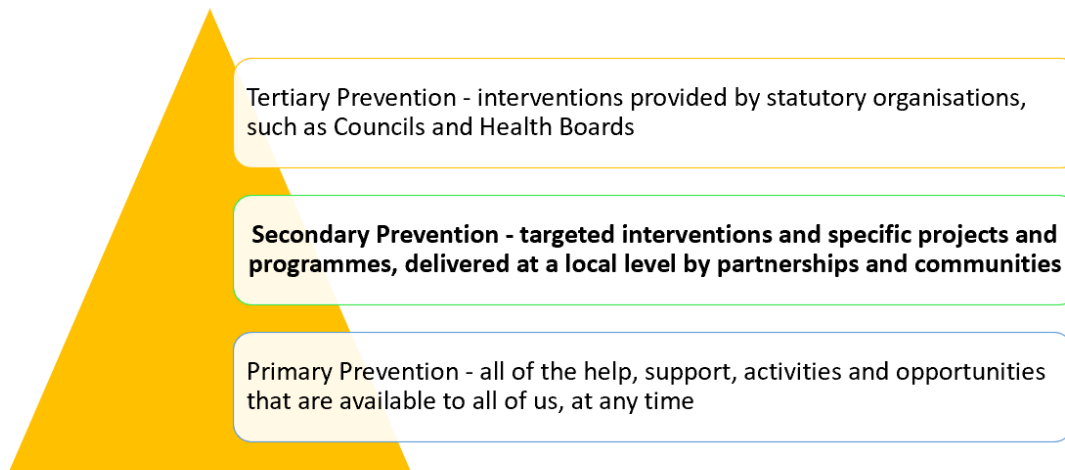 Tertiary Prevention - interventions provided by statutory organisations,
such as Councils and Health Boards
Secondary Prevention - targeted interventions and specific projects and
programmes, delivered at a local level by partnerships and communities
Primary Prevention - all of the help, support, activities and opportunities
that are available to all of us, at any time